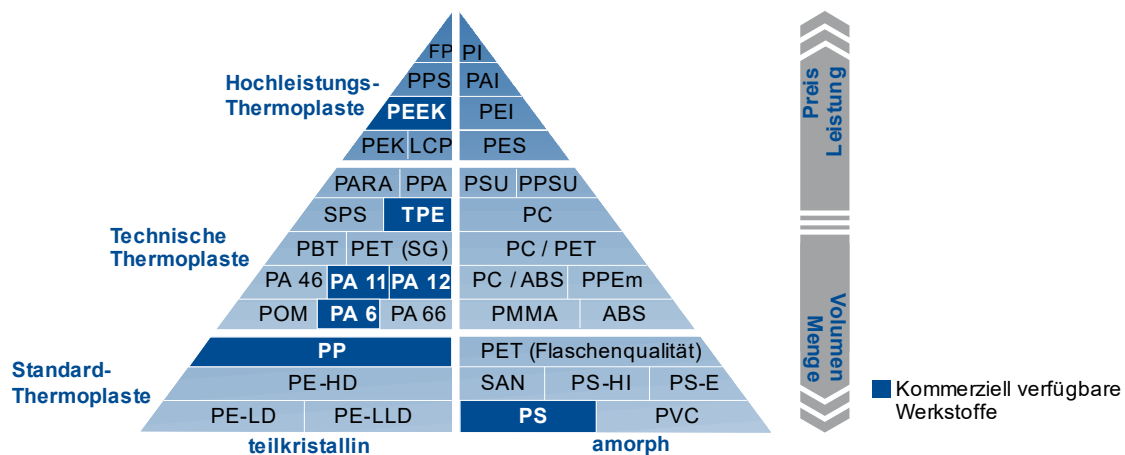 FP PI
Hochleistungs-
Thermoplaste
PPS PAI
PEEK PEI
PEK LCP PES
PARA PPA PSU PPSU
SPS TPE PC
Technische
Thermoplaste
PBT PET (SG) PC / PET
PA 46 PA 11 PA 12 PC / ABS PPEm
POM PA 6 PA 66 PMMA ABS
Standard-
Thermoplaste
PP PET (Flaschenqualität)
PE-HD SAN PS-HI PS-E
PE-LD PE-LLD PS PVC
teilkristallin amorph
Preis
Leistung
Volumen
Menge
Kommerziell verfügbare
Werkstoffe